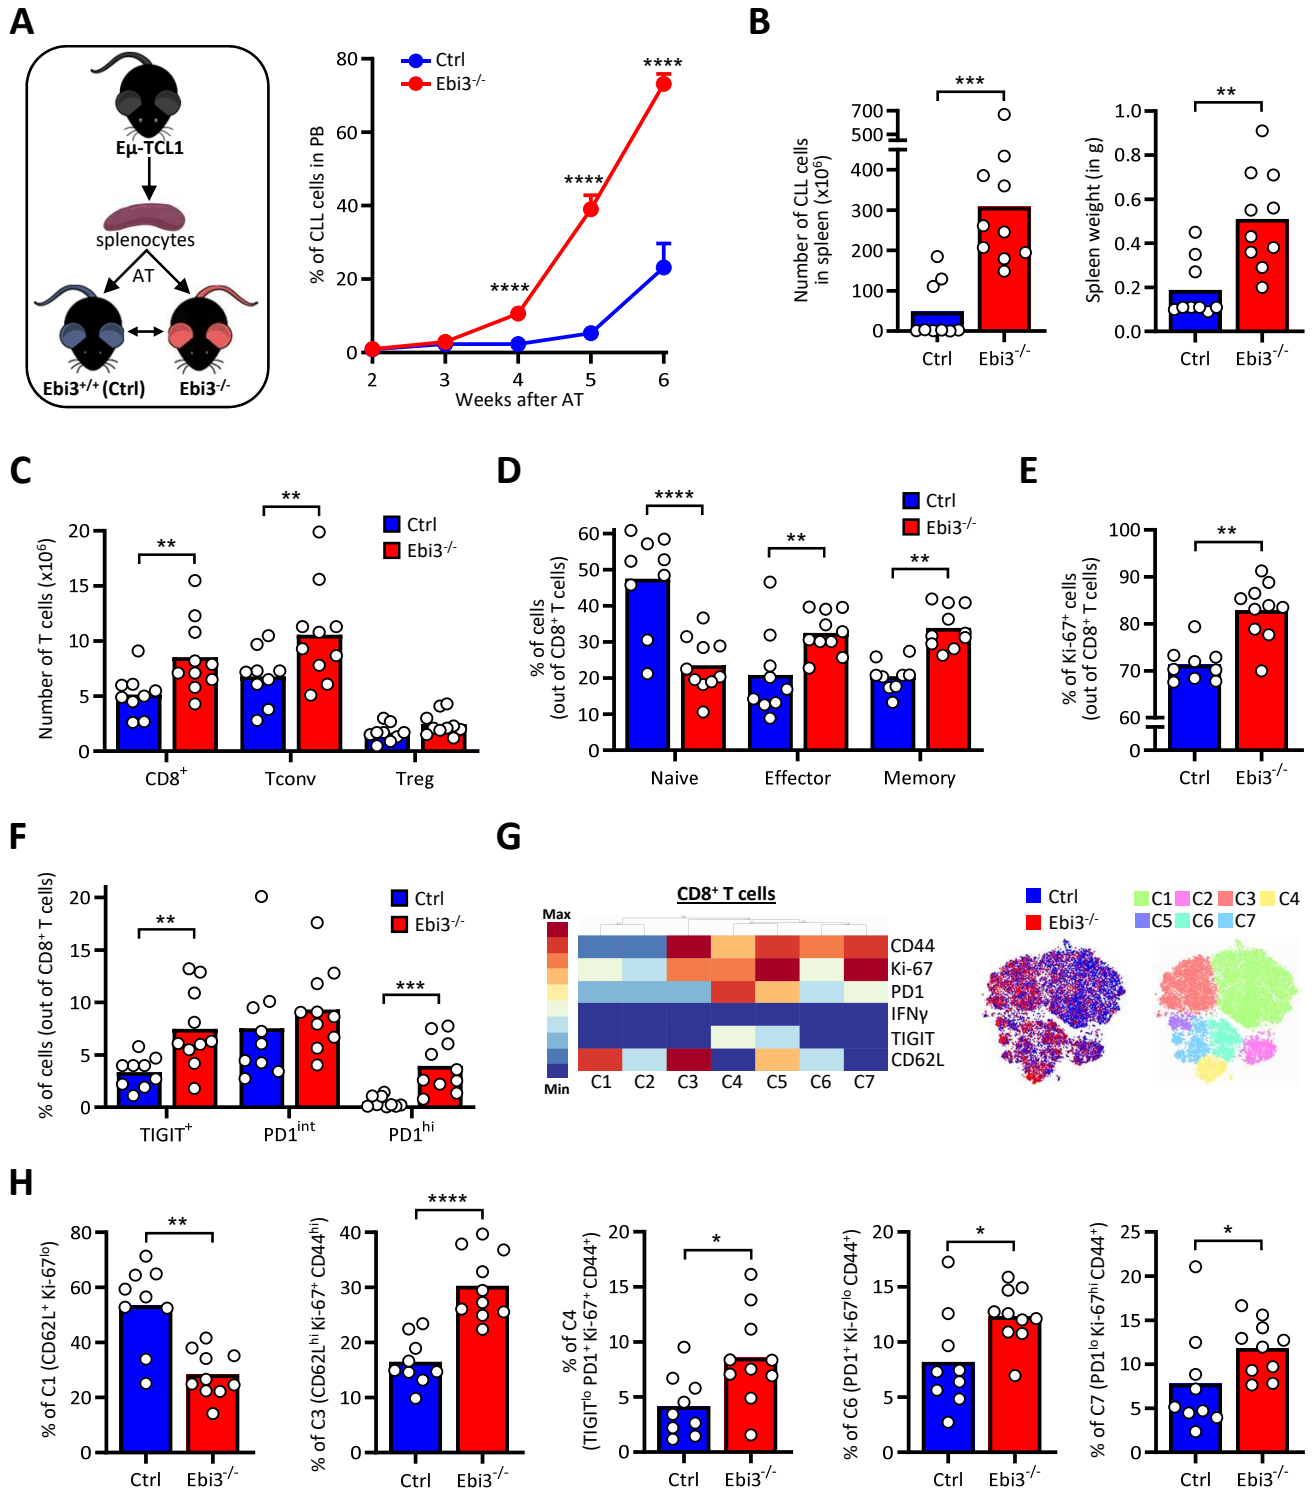 A
Eμ-TCL1
splenocytes
AT
Ebi3+/+ (Ctrl)
Ebi3-/-
% of CLL cells in PB
80
60
40
20
0
2 3 4 5 6
Weeks after AT
Ctrl
Ebi3-/-
****
****
****
B
Number of CLL cells
in spleen (x10⁶)
700
500
400
300
200
100
0
***
Ctrl Ebi3-/-
Spleen weight (in g)
1.0
0.8
0.6
0.4
0.2
0.0
**
Ctrl Ebi3-/-
C
Number of T cells (x10⁶)
20
15
10
5
0
**
**
Ctrl
Ebi3-/-
CD8+ Tconv Treg
D
% of cells
(out of CD8+ T cells)
60
50
40
30
20
10
0
****
**
**
Ctrl
Ebi3-/-
Naive Effector Memory
E
% of Ki-67+ cells
(out of CD8+ T cells)
100
90
80
70
60
0
**
Ctrl Ebi3-/-
F
% of cells (out of CD8+ T cells)
20
15
10
5
0
**
***
Ctrl
Ebi3-/-
TIGIT+ PD1int PD1hi
G
CD8+ T cells
Max
Min
CD44
Ki-67
PD1
IFNγ
TIGIT
CD62L
C1 C2 C3 C4 C5 C6 C7
Ctrl
Ebi3-/-
C1 C2 C3 C4
C5 C6 C7
H
% of C1 (CD62L+ Ki-67lo)
80
60
40
20
0
**
Ctrl Ebi3-/-
% of C3 (CD62Lhi Ki-67+ CD44hi)
40
30
20
10
0
****
Ctrl Ebi3-/-
% of C4
(TIGITlo PD1+ Ki-67+ CD44+)
20
15
10
5
0
*
Ctrl Ebi3-/-
% of C6 (PD1+ Ki-67lo CD44+)
20
15
10
5
0
*
Ctrl Ebi3-/-
% of C7 (PD1lo Ki-67hi CD44+)
25
20
15
10
5
0
*
Ctrl Ebi3-/-